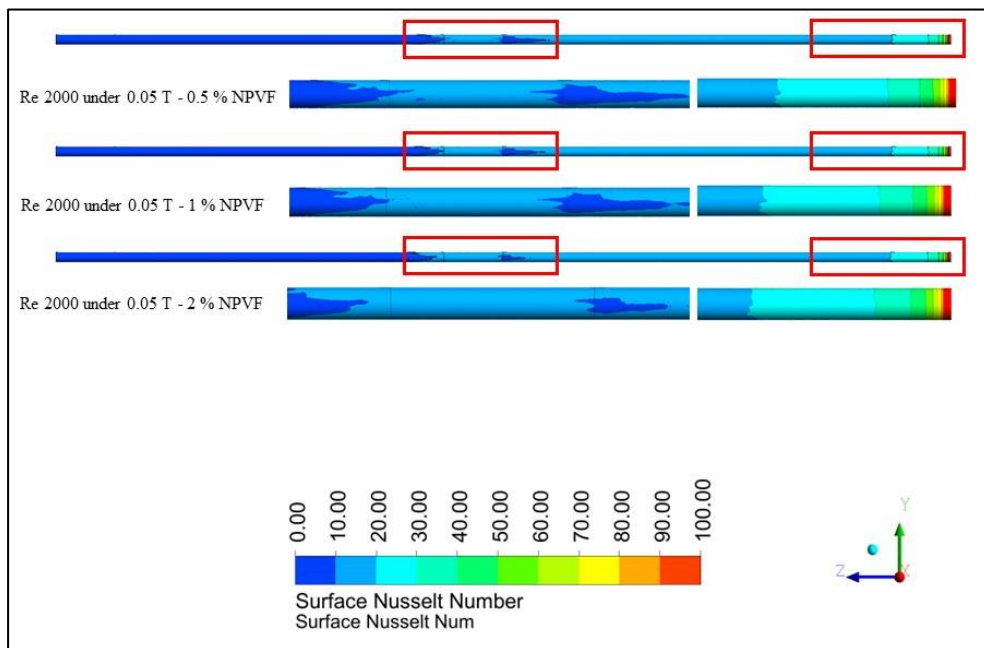 Re 2000 under 0.05 T - 0.5 % NPVF
Re 2000 under 0.05 T - 1 % NPVF
Re 2000 under 0.05 T - 2 % NPVF
0.00
10.00
20.00
30.00
40.00
50.00
60.00
70.00
80.00
90.00
100.00
Surface Nusselt Number
Surface Nusselt Num
Y
Z
X